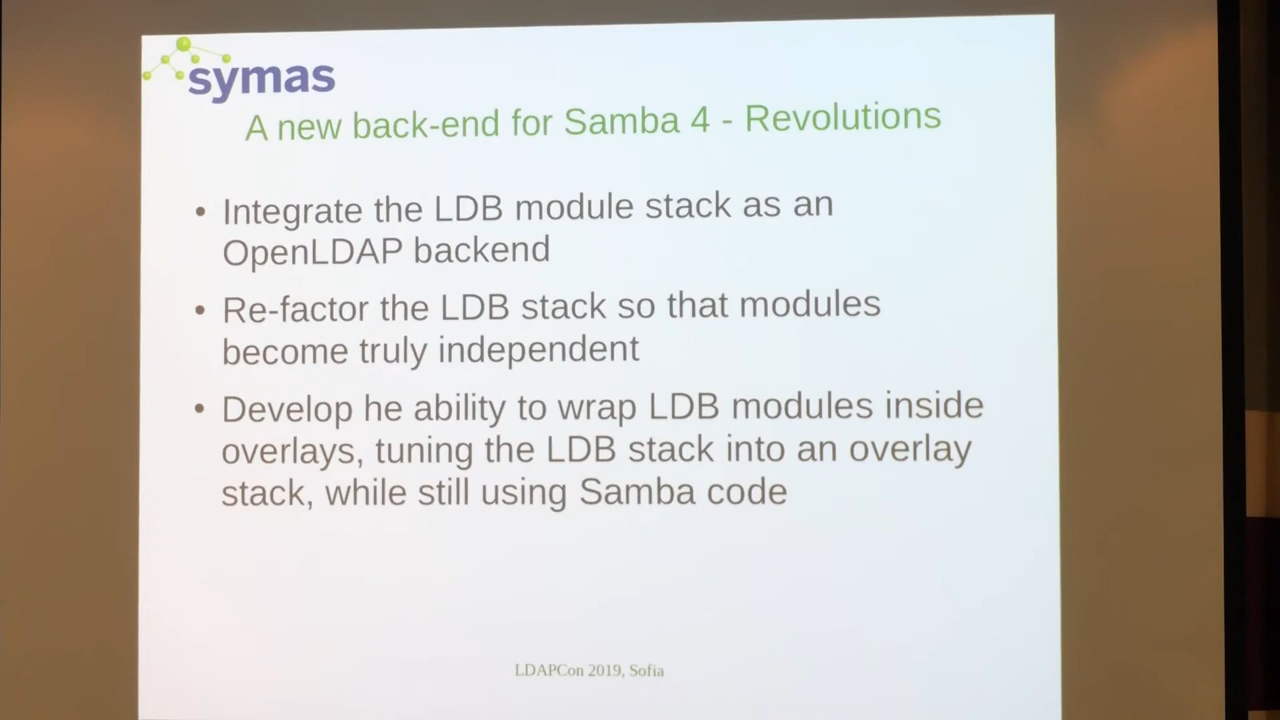 symas
A new back-end for Samba 4 - Revolutions
• Integrate the LDB module stack as an
OpenLDAP backend
• Re-factor the LDB stack so that modules
become truly independent
• Develop he ability to wrap LDB modules inside
overlays, tuning the LDB stack into an overlay
stack, while still using Samba code
LDAPCon 2019, Sofia